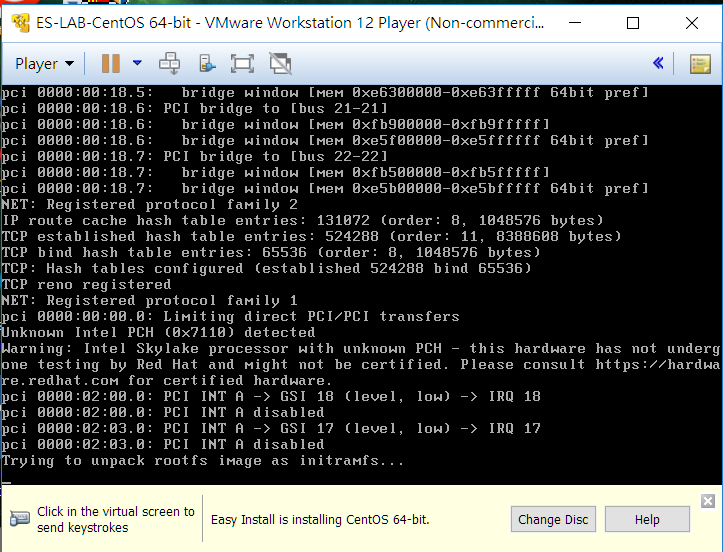 ES-LAB-CentOS 64-bit - VMware Workstation 12 Player (Non-commerci...
Player
pci 0000:00:18.5:   bridge window [mem 0xe6300000-0xe63fffff 64bit pref]
pci 0000:00:18.6: PCI bridge to [bus 21-21]
pci 0000:00:18.6:   bridge window [mem 0xfb900000-0xfb9fffff]
pci 0000:00:18.6:   bridge window [mem 0xe5f00000-0xe5ffffff 64bit pref]
pci 0000:00:18.7: PCI bridge to [bus 22-22]
pci 0000:00:18.7:   bridge window [mem 0xfb500000-0xfb5fffff]
pci 0000:00:18.7:   bridge window [mem 0xe5b00000-0xe5bfffff 64bit pref]
NET: Registered protocol family 2
IP route cache hash table entries: 131072 (order: 8, 1048576 bytes)
TCP established hash table entries: 524288 (order: 11, 8388608 bytes)
TCP bind hash table entries: 65536 (order: 8, 1048576 bytes)
TCP: Hash tables configured (established 524288 bind 65536)
TCP reno registered
NET: Registered protocol family 1
pci 0000:00:00.0: Limiting direct PCI/PCI transfers
Unknown Intel PCH (0x7110) detected
Warning: Intel Skylake processor with unknown PCH - this hardware has not underg
one testing by Red Hat and might not be certified. Please consult https://hardwa
re.redhat.com for certified hardware.
pci 0000:02:00.0: PCI INT A -> GSI 18 (level, low) -> IRQ 18
pci 0000:02:00.0: PCI INT A disabled
pci 0000:02:03.0: PCI INT A -> GSI 17 (level, low) -> IRQ 17
pci 0000:02:03.0: PCI INT A disabled
Trying to unpack rootfs image as initramfs...
Click in the virtual screen to
send keystrokes
Easy Install is installing CentOS 64-bit.
Change Disc
Help